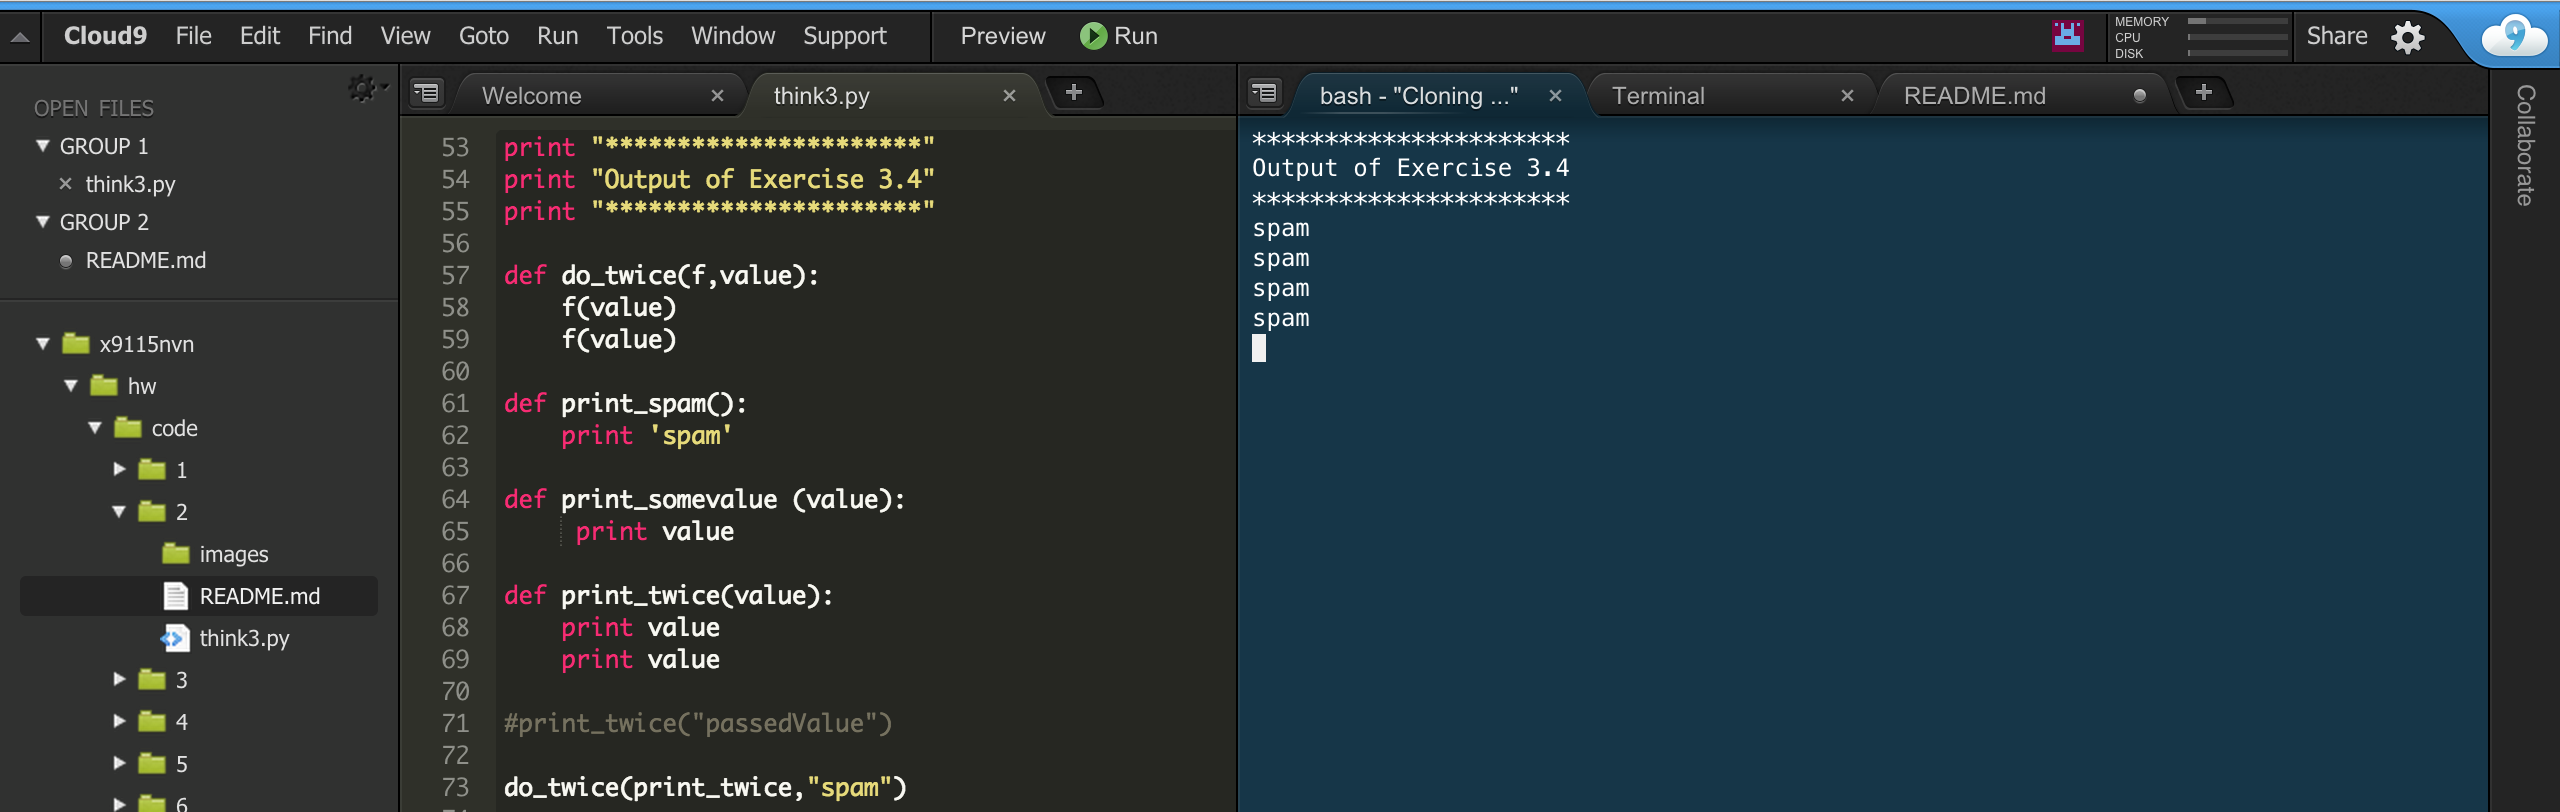 Cloud9 File Edit Find View Goto Run Tools Window Support Preview Run MEMORY CPU DISK Share 9
OPEN FILES
GROUP 1
think3.py
GROUP 2
README.md
x9115nvn
hw
code
1
2
images
README.md
think3.py
3
4
5
6
Welcome think3.py
53 print "**********************"
54 print "Output of Exercise 3.4"
55 print "**********************"
56
57 def do_twice(f,value):
58     f(value)
59     f(value)
60
61 def print_spam():
62     print 'spam'
63
64 def print_somevalue (value):
65      print value
66
67 def print_twice(value):
68     print value
69     print value
70
71 #print_twice("passedValue")
72
73 do_twice(print_twice,"spam")
bash - "Cloning ..." Terminal README.md
**********************
Output of Exercise 3.4
**********************
spam
spam
spam
spam
Collaborate